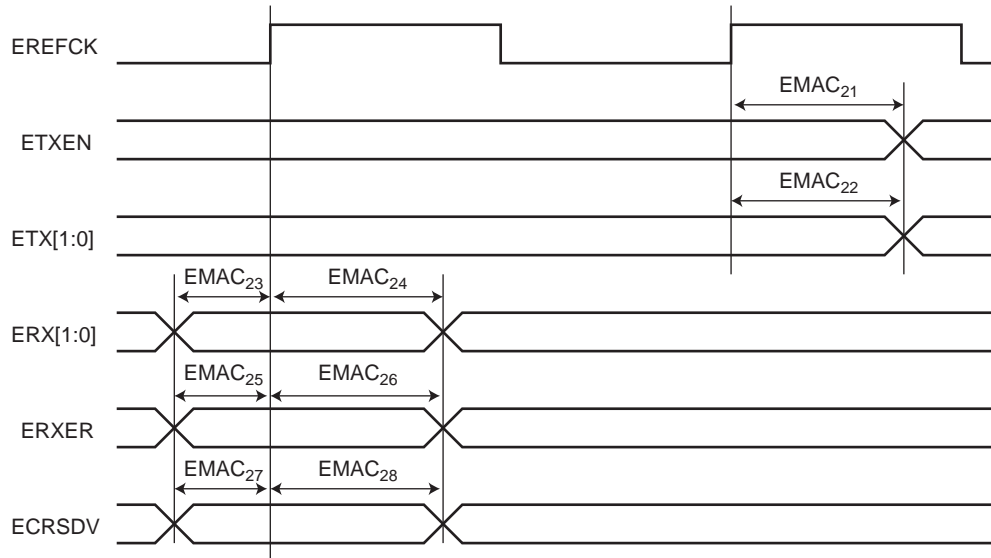 EREFCK
EMAC21
ETXEN
EMAC22
ETX[1:0]
EMAC23
EMAC24
ERX[1:0]
EMAC25
EMAC26
ERXER
EMAC27
EMAC28
ECRSDV